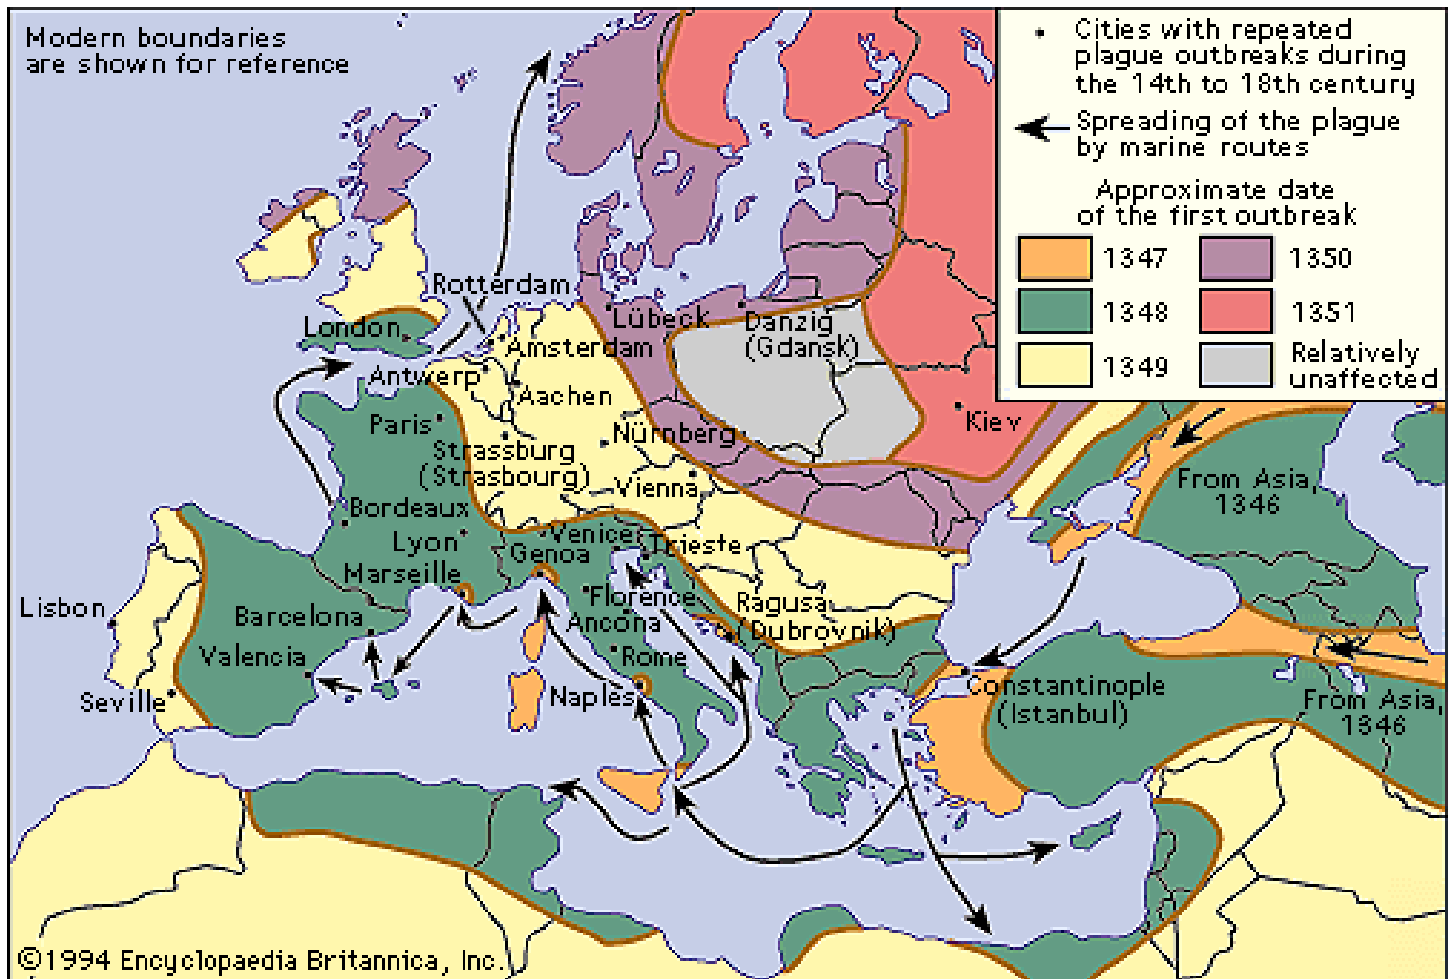 Modern boundaries
are shown for reference
Cities with repeated
plague outbreaks during
the 14th to 18th century
Spreading of the plague
by marine routes
Approximate date
of the first outbreak
1347
1350
1348
1351
1349
Relatively
unaffected
Rotterdam
London
Lübeck
Danzig
(Gdansk)
Amsterdam
Antwerp
Aachen
Paris
Nürnberg
Kiev
Strassburg
(Strasbourg)
Vienna
From Asia,
1346
Bordeaux
Lyon
Venice
Trieste
Genoa
Marseille
Florence
Lisbon
Barcelona
Ancona
Ragusa
(Dubrovnik)
Valencia
Rome
Seville
Naples
Constantinople
(Istanbul)
From Asia,
1346
©1994 Encyclopaedia Britannica, Inc.